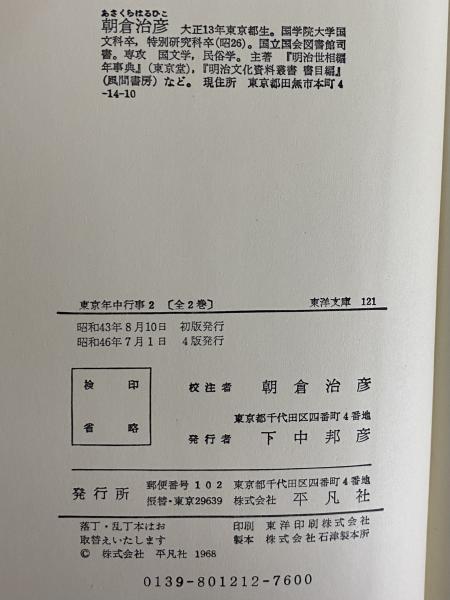 あさくらはるひこ
朝倉治彦 大正13年東京都生。国学院大学国
文科卒，特別研究科卒(昭26)。国立国会図書館司
書。専攻 国文学，民俗学。主著 『明治世相編
年事典』(東京堂)，『明治文化資料叢書 書目編』
(風間書房)など。現住所 東京都田無市本町4
-14-10
東京年中行事2 〔全2巻〕 東洋文庫 121
昭和43年8月10日 初版発行
昭和46年7月1日 4版発行
検印
省略
校注者 朝倉治彦
東京都千代田区四番町4番地
発行者 下中邦彦
発行所 郵便番号102 東京都千代田区四番町4番地
振替・東京29639 株式会社 平凡社
落丁・乱丁本はお 印刷 東洋印刷株式会社
取替えいたします 製本 株式会社石津製本所
© 株式会社 平凡社 1968
0139-801212-7600